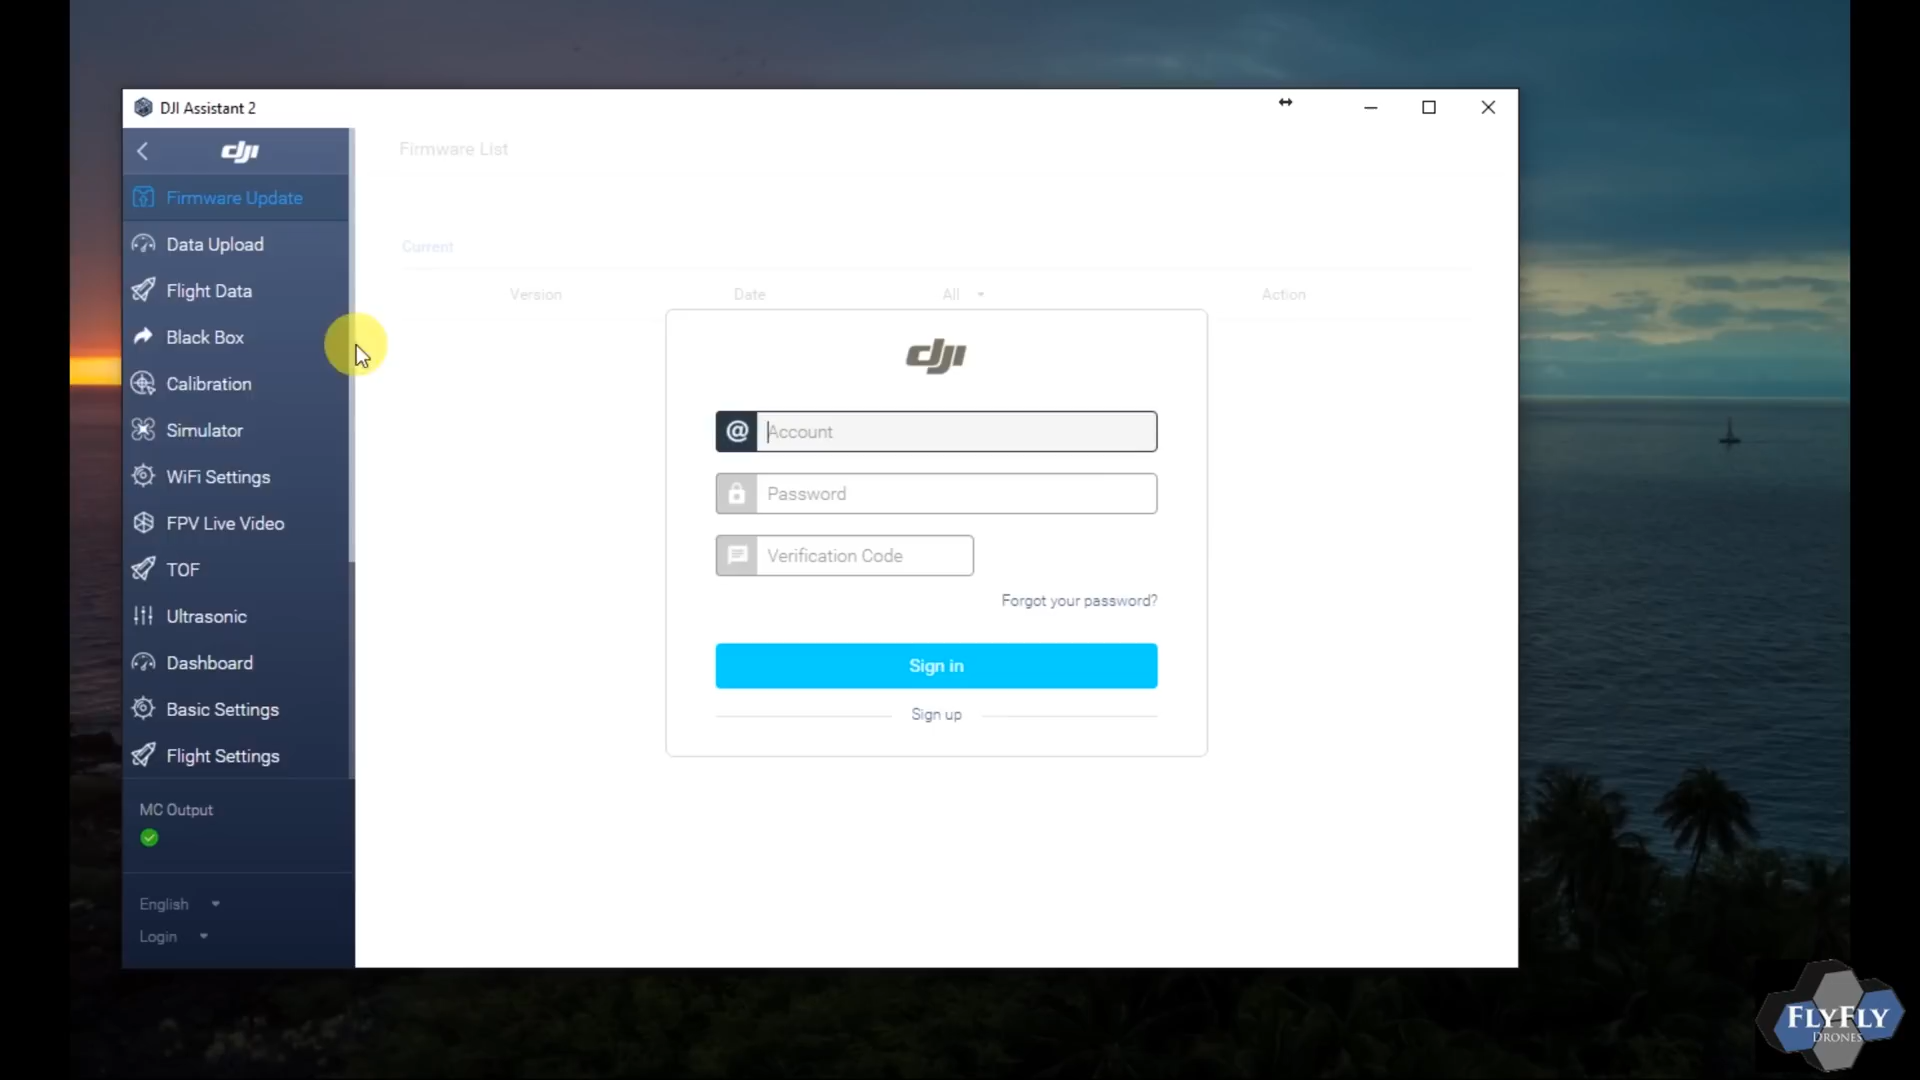 DJI Assistant 2
dji
Firmware Update
Data Upload
Flight Data
Black Box
Calibration
Simulator
WiFi Settings
FPV Live Video
TOF
Ultrasonic
Dashboard
Basic Settings
Flight Settings
MC Output
English
Login
Firmware List
Current
Version Date All Action
dji
@ Account
Password
Verification Code
Forgot your password?
Sign in
Sign up
FLYFLY
DRONES